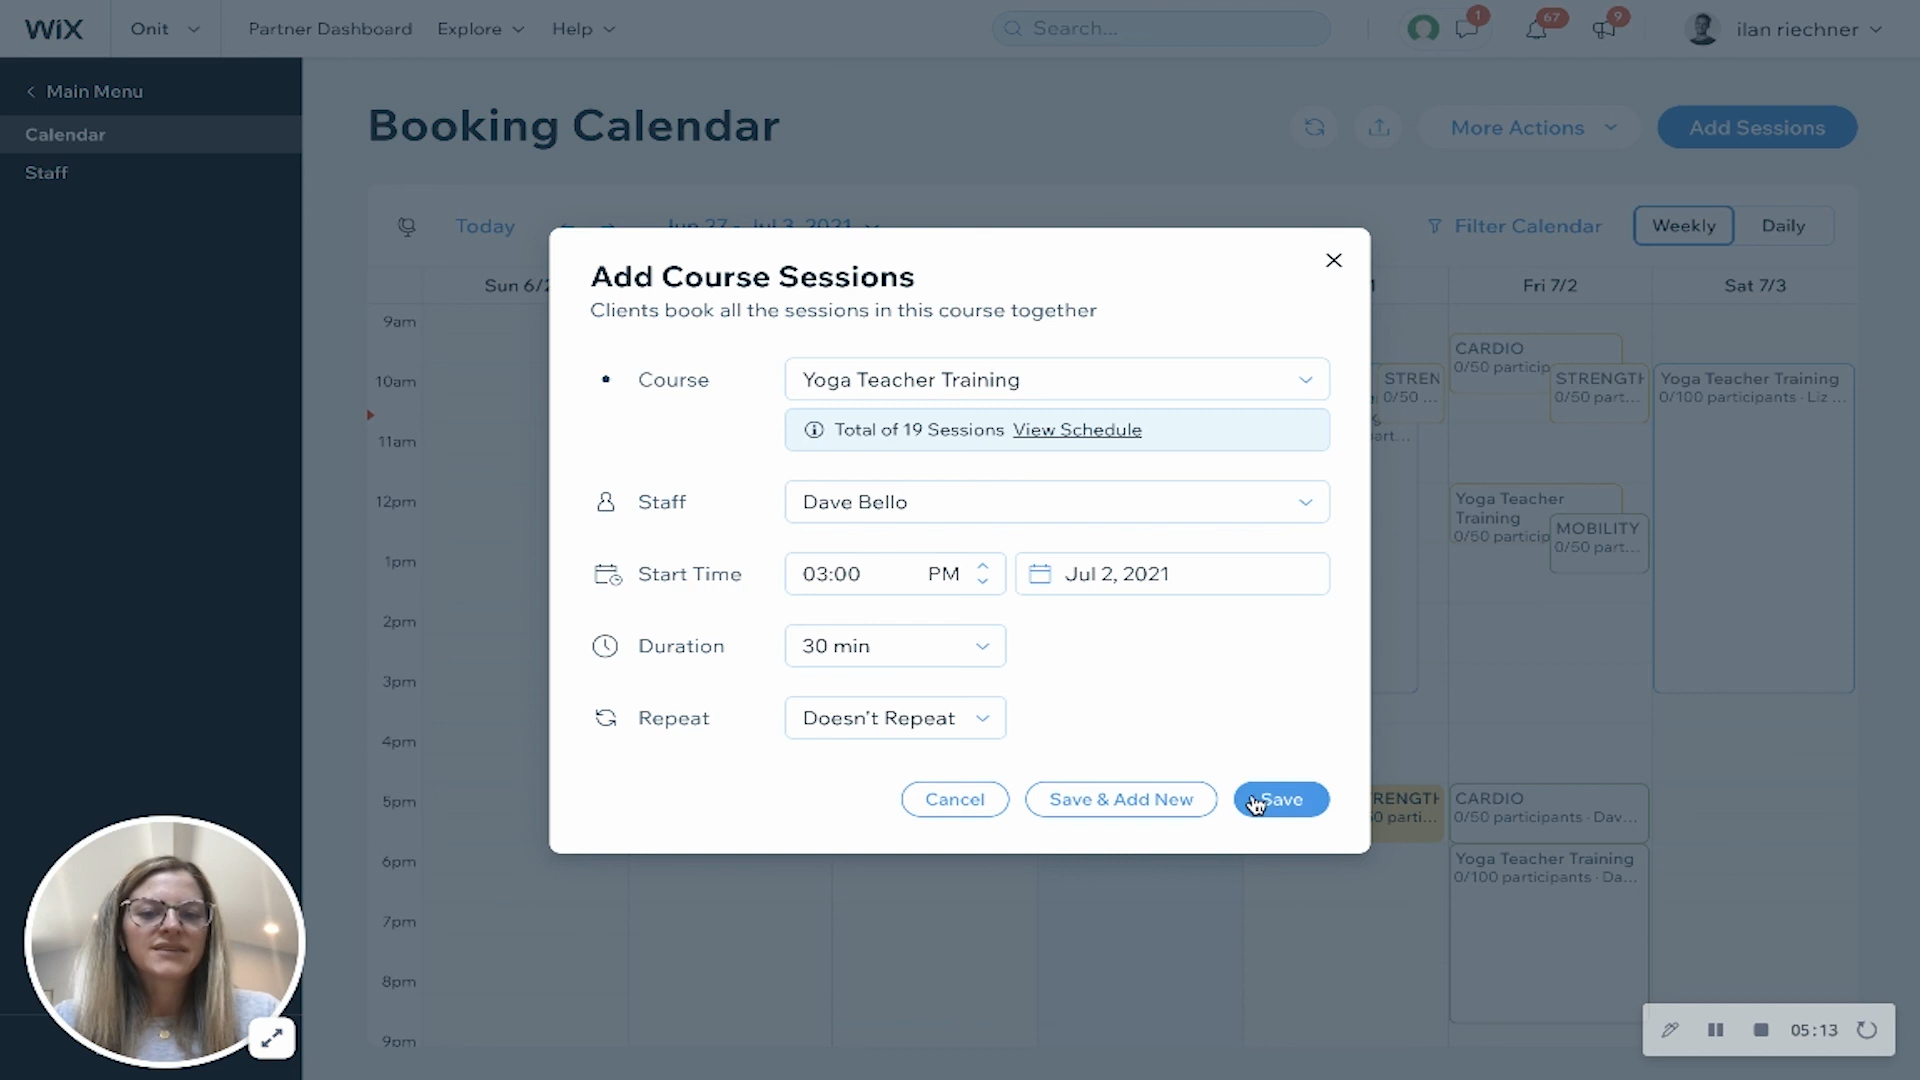 WiX
Onit
Partner Dashboard
Explore
Help
Search...
1
67
9
ilan riechner
Main Menu
Calendar
Staff
Booking Calendar
More Actions
Add Sessions
Today
Jun 27 - Jul 3, 2021
Filter Calendar
Weekly
Daily
Sun 6/2
Fri 7/2
Sat 7/3
9am
10am
11am
12pm
1pm
2pm
3pm
4pm
5pm
6pm
7pm
8pm
9pm
Add Course Sessions
Clients book all the sessions in this course together
Course
Yoga Teacher Training
Total of 19 Sessions View Schedule
Staff
Dave Bello
Start Time
03:00 PM
Jul 2, 2021
Duration
30 min
Repeat
Doesn't Repeat
Cancel
Save & Add New
Save
STREN
0/50 ...
art...
CARDIO
0/50 particip
STRENGTH
0/50 part...
Yoga Teacher Training
0/100 participants · Liz ...
Yoga Teacher
Training
0/50 particip
MOBILITY
0/50 part...
RENGTH
50 parti...
CARDIO
0/50 participants · Dav...
Yoga Teacher Training
0/100 participants · Da...
05:13